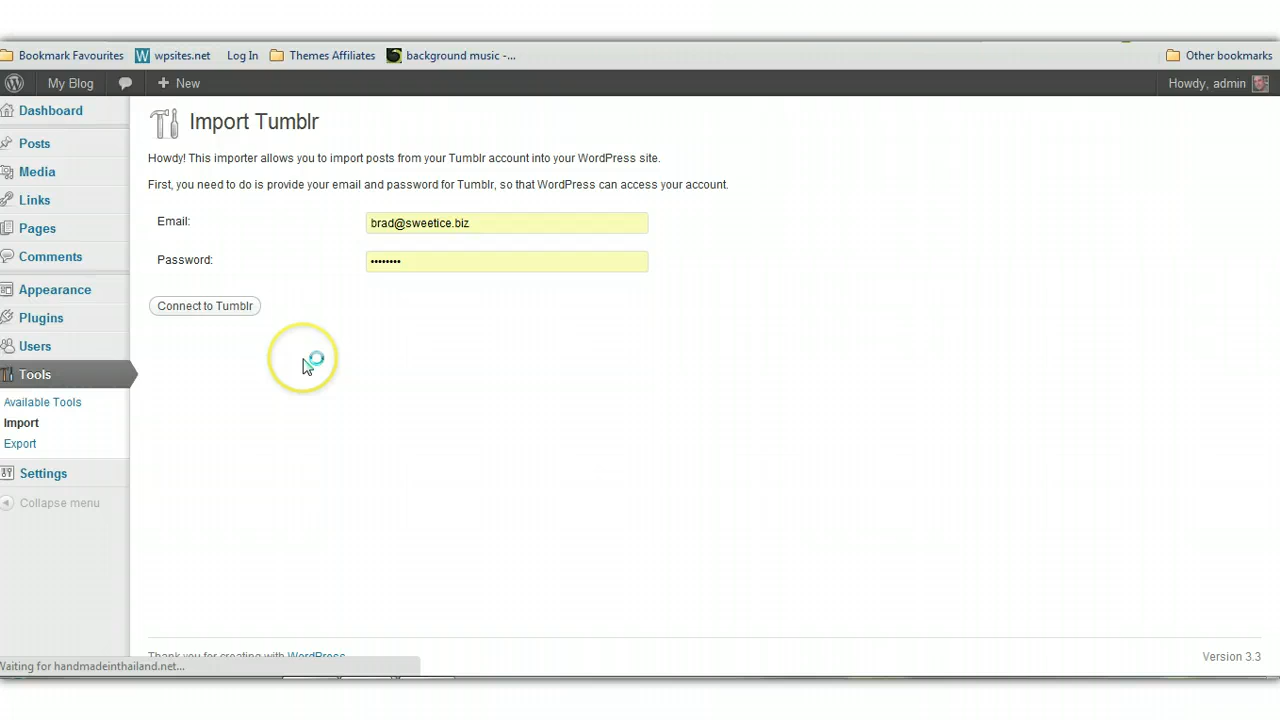 Bookmark Favourites wpsites.net Log In Themes Affiliates background music -... Other bookmarks
My Blog New Howdy, admin
Dashboard
Posts
Media
Links
Pages
Comments
Appearance
Plugins
Users
Tools
Available Tools
Import
Export
Settings
Collapse menu
Import Tumblr
Howdy! This importer allows you to import posts from your Tumblr account into your WordPress site.
First, you need to do is provide your email and password for Tumblr, so that WordPress can access your account.
Email: brad@sweetice.biz
Password: ••••••••
Connect to Tumblr
Thank you for creating with WordPress. Version 3.3
Waiting for handmadeinthailand.net...